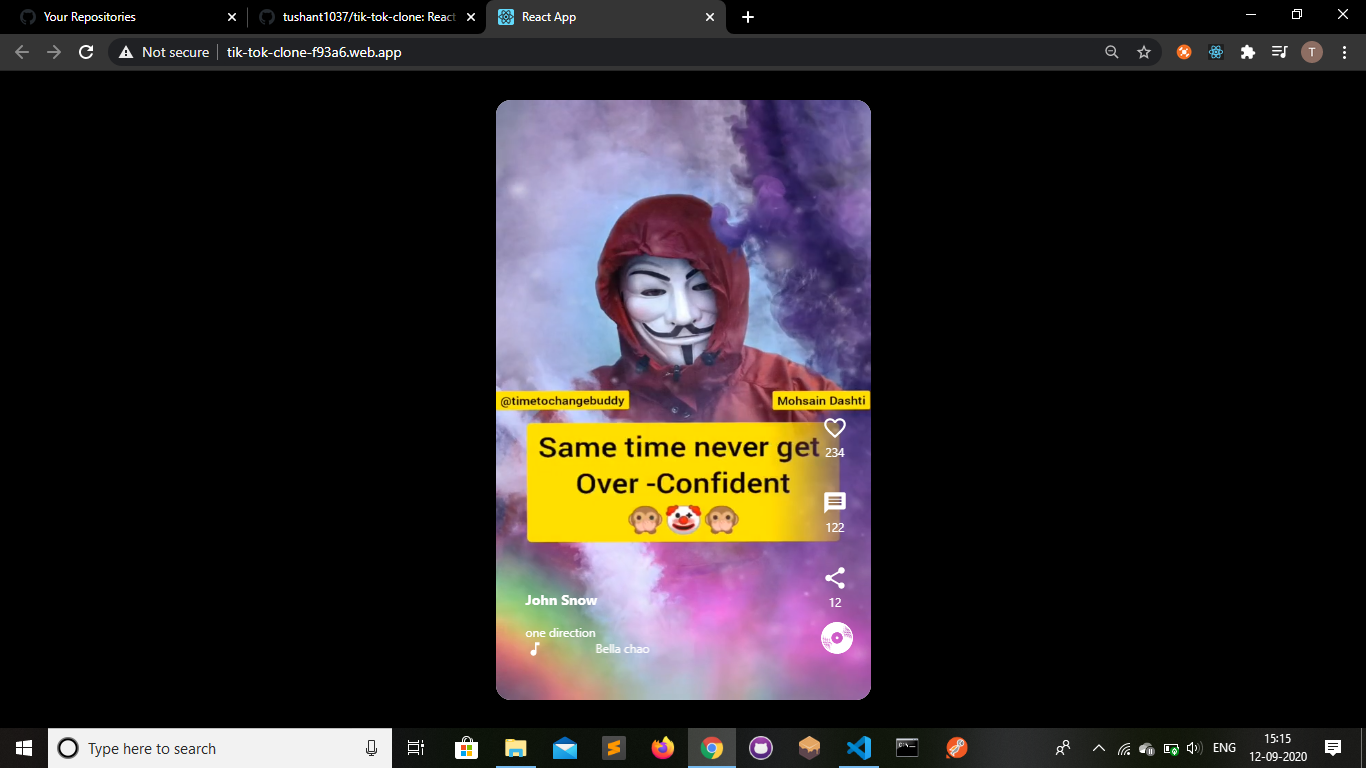 Your Repositories
tushant1037/tik-tok-clone: React
React App
Not secure
tik-tok-clone-f93a6.web.app
T
@timetochangebuddy
Mohsain Dashti
Same time never get
234
Over -Confident
122
12
John Snow
one direction
Bella chao
Type here to search
ENG
15:15
12-09-2020